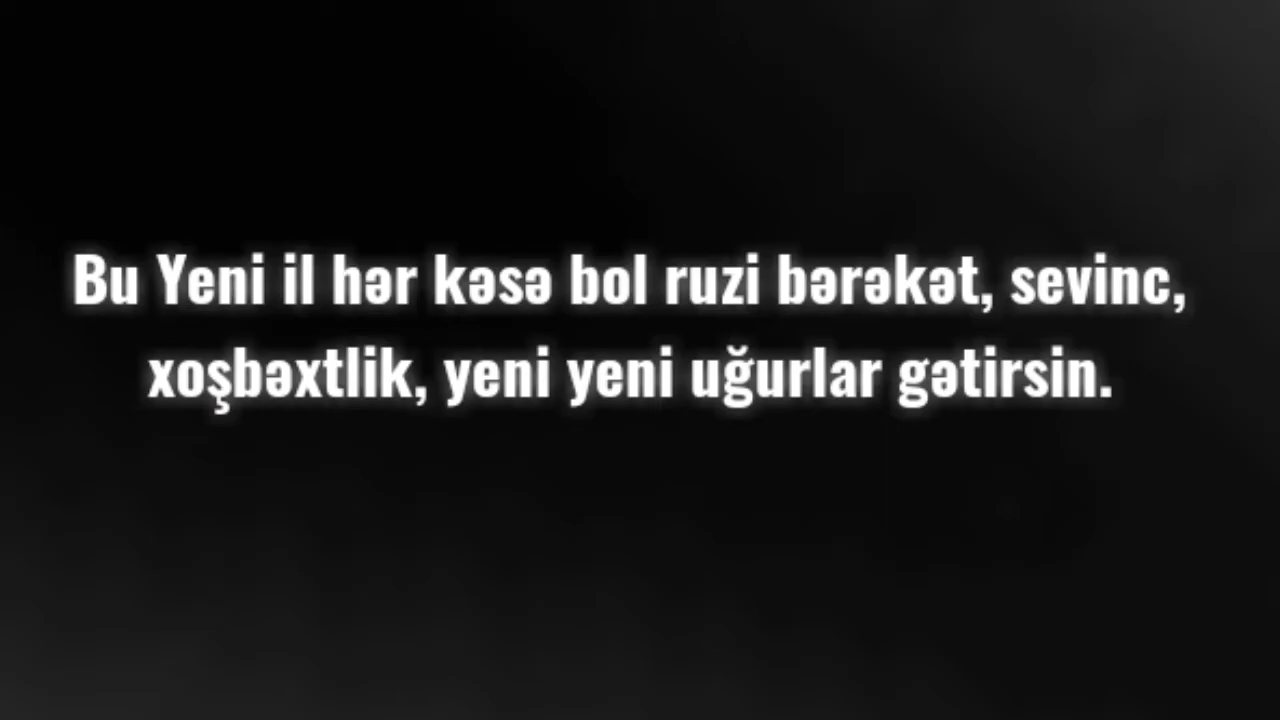 Bu Yeni il hər kəsə bol ruzi bərəkət, sevinc,
xoşbəxtlik, yeni yeni uğurlar gətirsin.